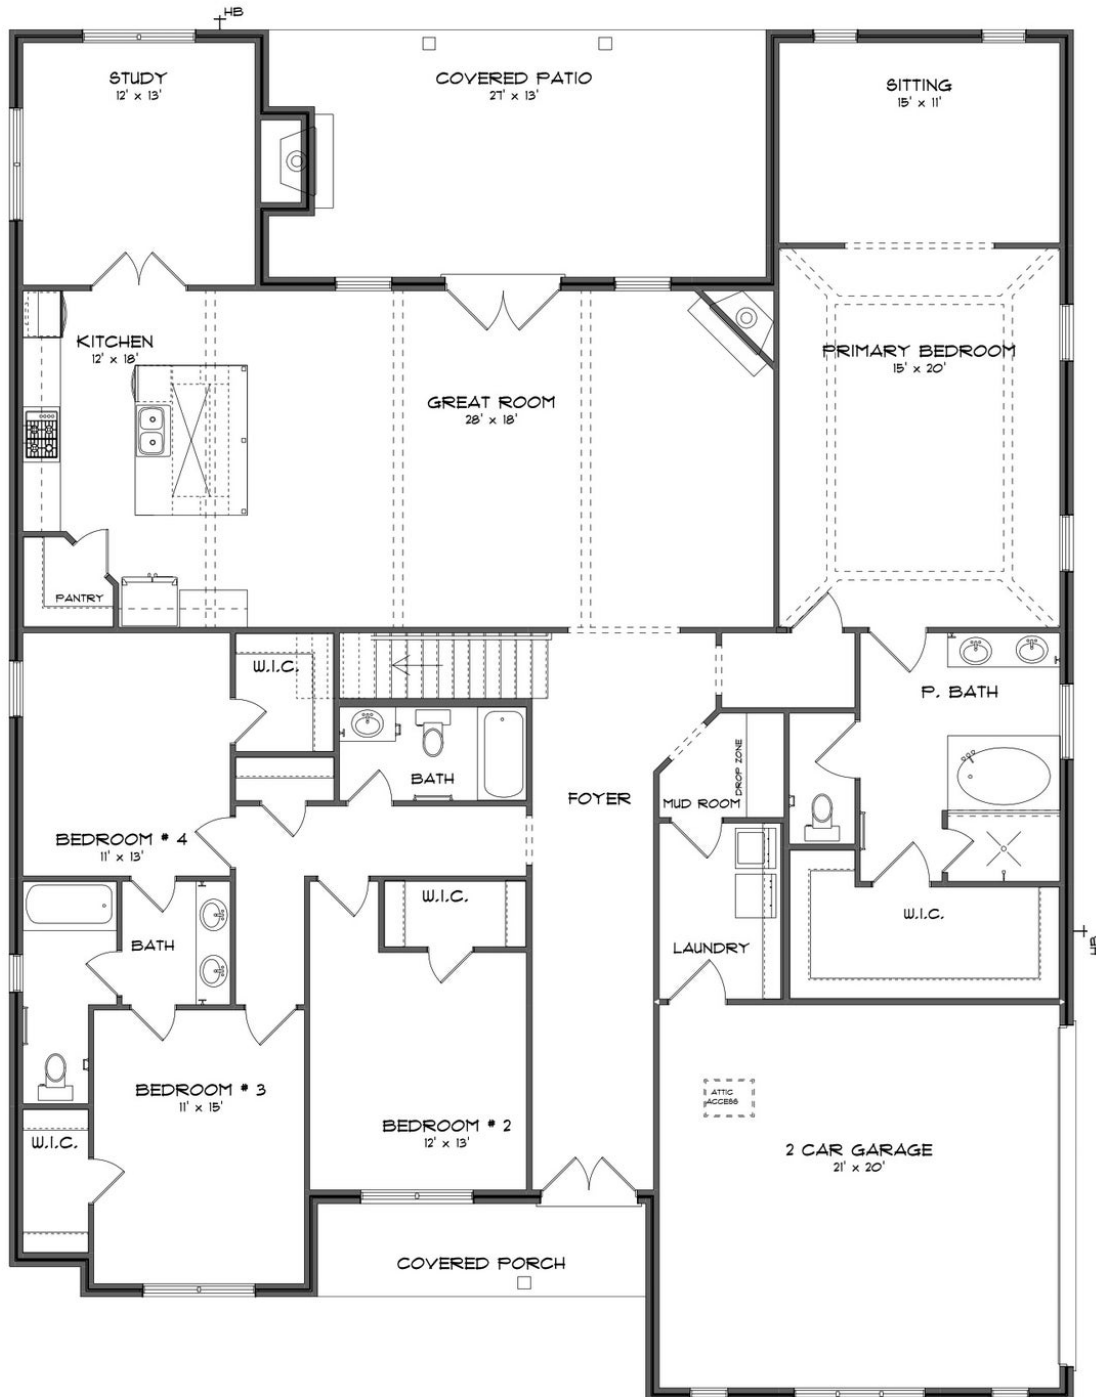 HB
STUDY
12' x 13'
COVERED PATIO
27' x 13'
SITTING
15' x 11'
KITCHEN
12' x 18'
PRIMARY BEDROOM
15' x 20'
GREAT ROOM
28' x 18'
PANTRY
W.I.C.
P. BATH
BATH
FOYER
DROP ZONE
MUD ROOM
BEDROOM # 4
11' x 13'
W.I.C.
W.I.C.
BATH
LAUNDRY
HB
BEDROOM # 3
11' x 15'
ATTIC
ACCESS
BEDROOM # 2
12' x 13'
W.I.C.
2 CAR GARAGE
21' x 20'
COVERED PORCH